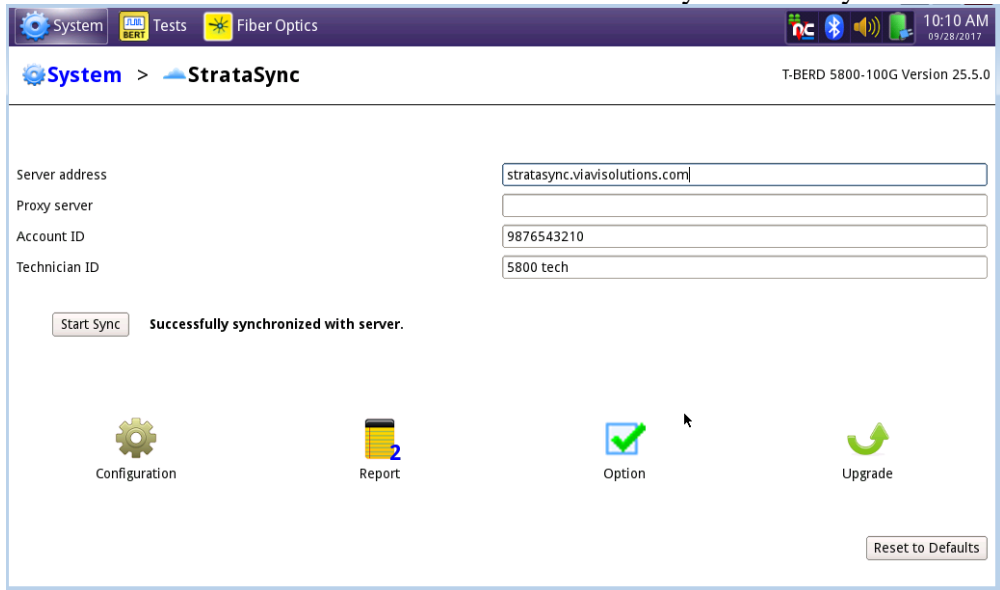 System BERT Tests Fiber Optics nc 10:10 AM
09/28/2017
System > StrataSync T-BERD 5800-100G Version 25.5.0
Server address stratasync.viavisolutions.com
Proxy server
Account ID 9876543210
Technician ID 5800 tech
Start Sync Successfully synchronized with server.
2
Configuration Report Option Upgrade
Reset to Defaults